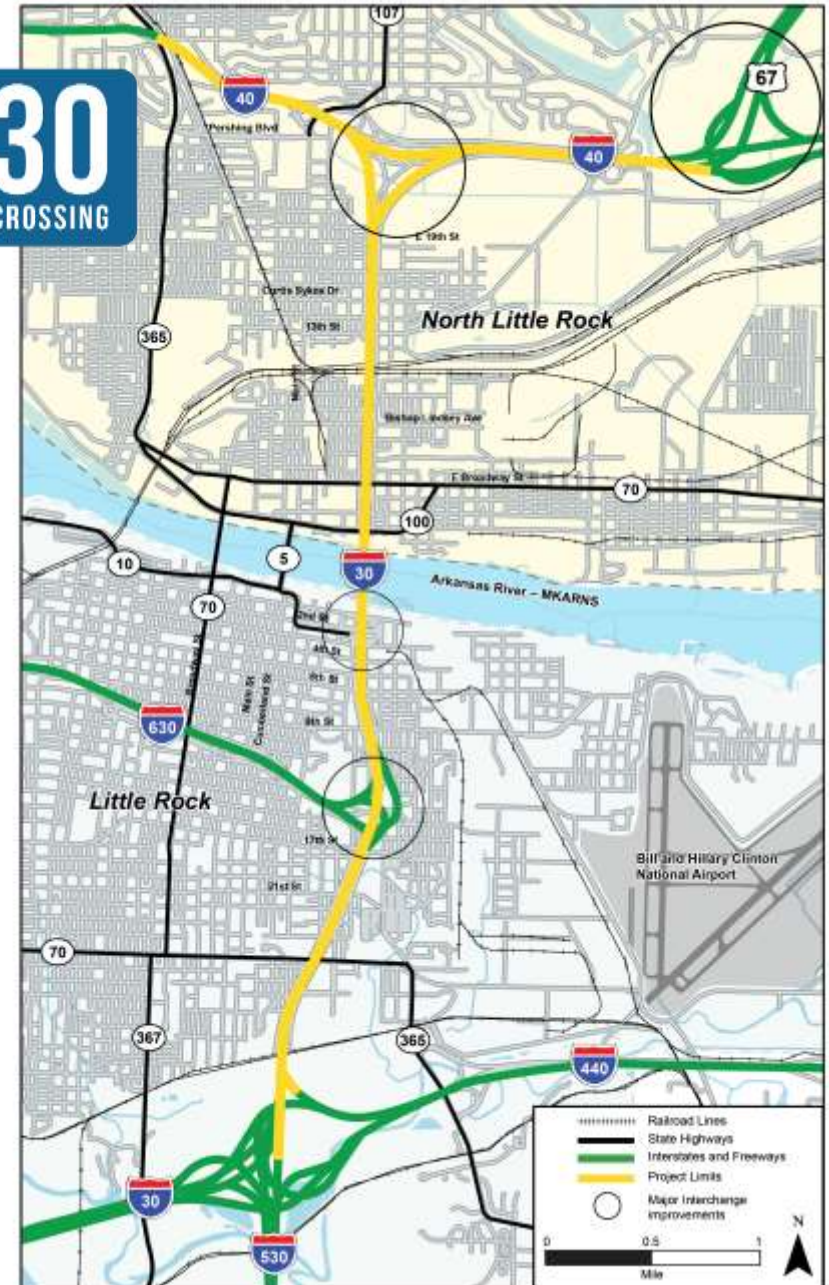 107
67
30
CROSSING
40
Pershing Blvd
40
E 19th St
Curtis Sykes Dr
North Little Rock
13th St
365
E Broadway St
70
100
10
5
30
Arkansas River – MKARNS
70
2nd St
4th St
6th St
Main St
Cumberland St
9th St
630
Little Rock
17th St
Bill and Hillary Clinton
National Airport
21st St
70
367
365
440
30
530
Railroad Lines
State Highways
Interstates and Freeways
Project Limits
Major Interchange
improvements
N
0 0.5 1
Mile